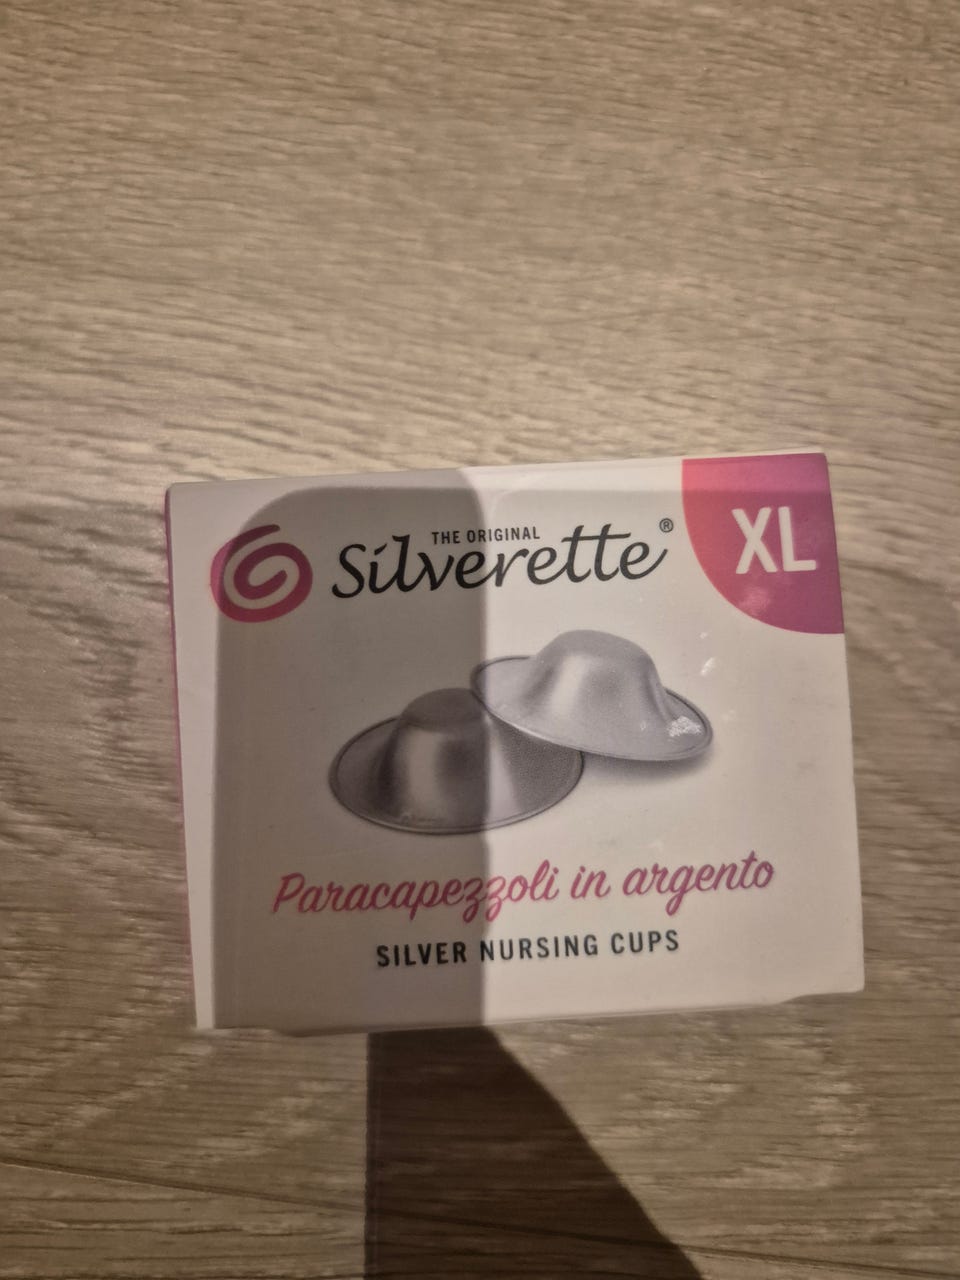 THE ORIGINAL
Silverette®
XL
Paracapezzoli in argento
SILVER NURSING CUPS